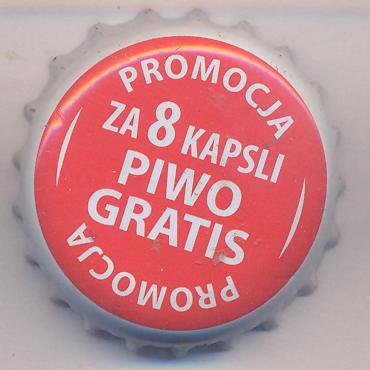 PROMOCJA
ZA 8 KAPSLI
PIWO
GRATIS
PROMOCJA